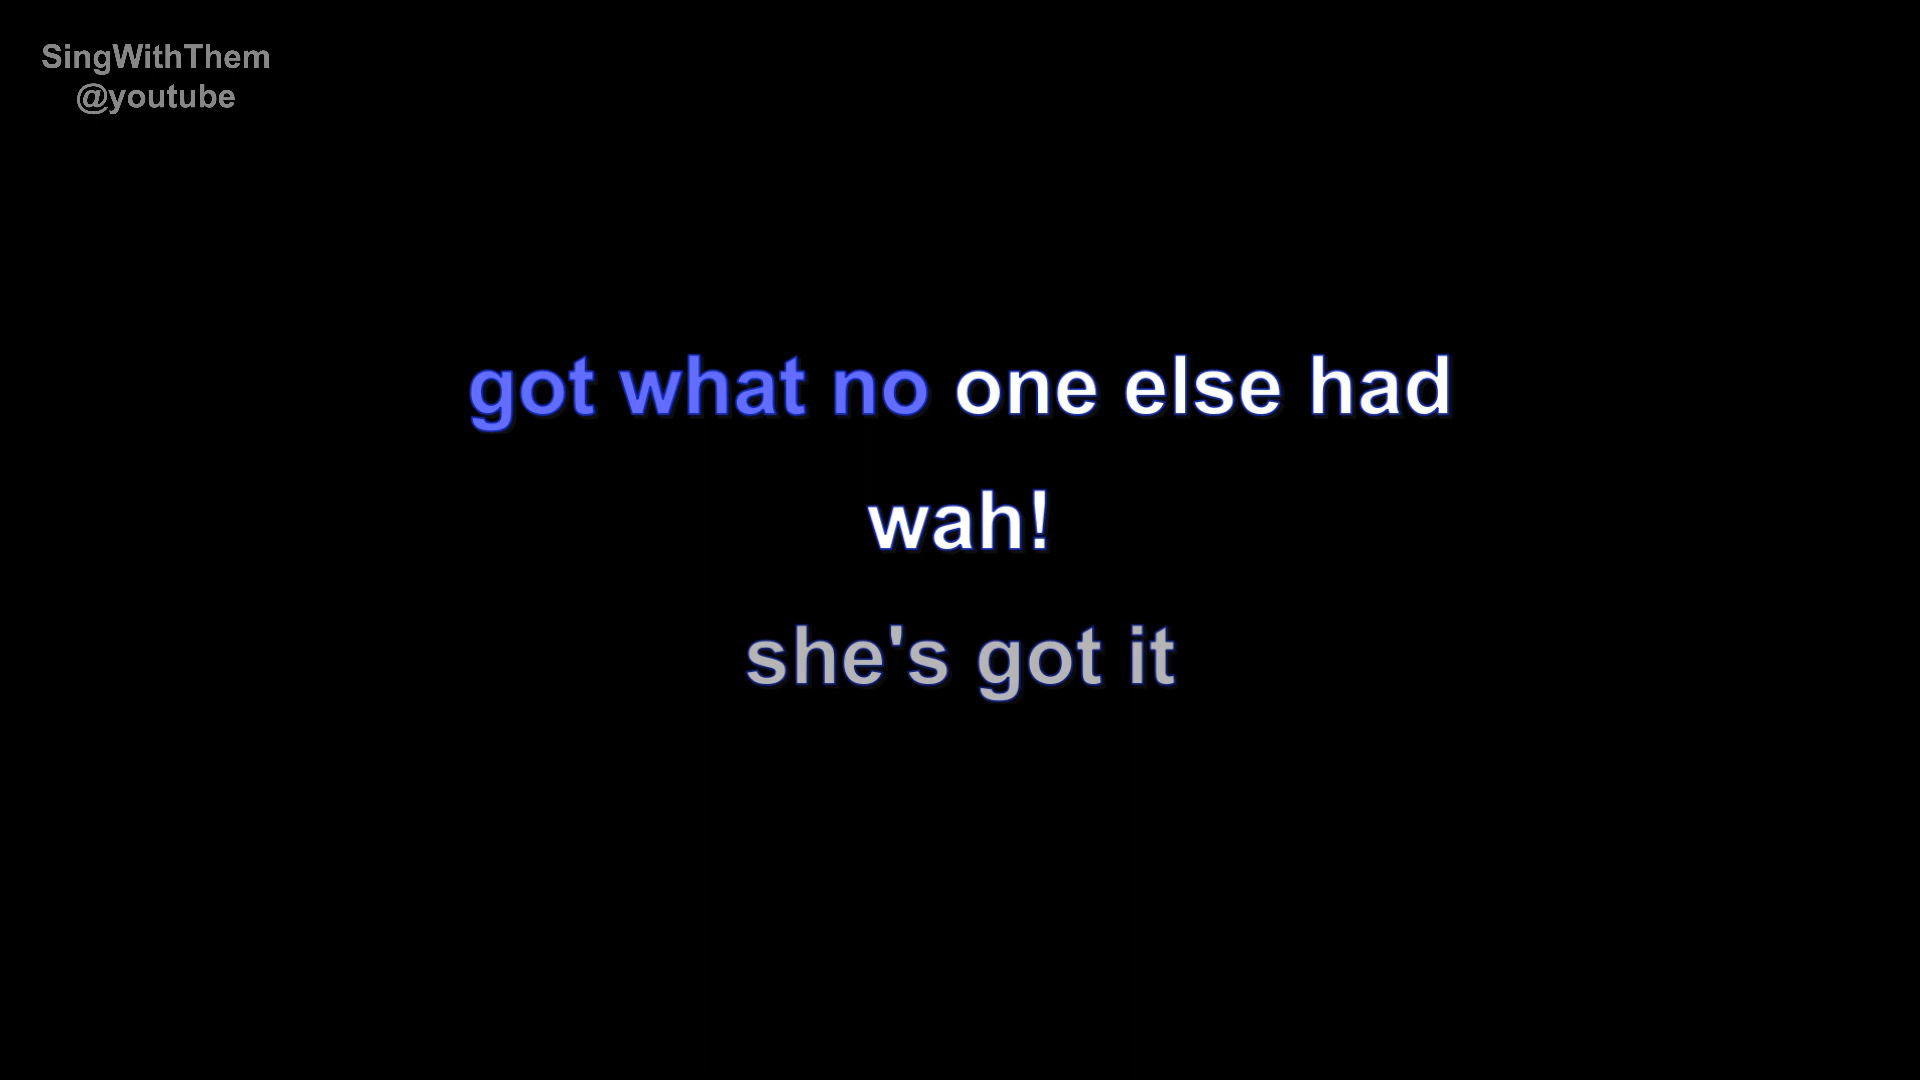 SingWithThem
@youtube
got what no one else had
wah!
she's got it